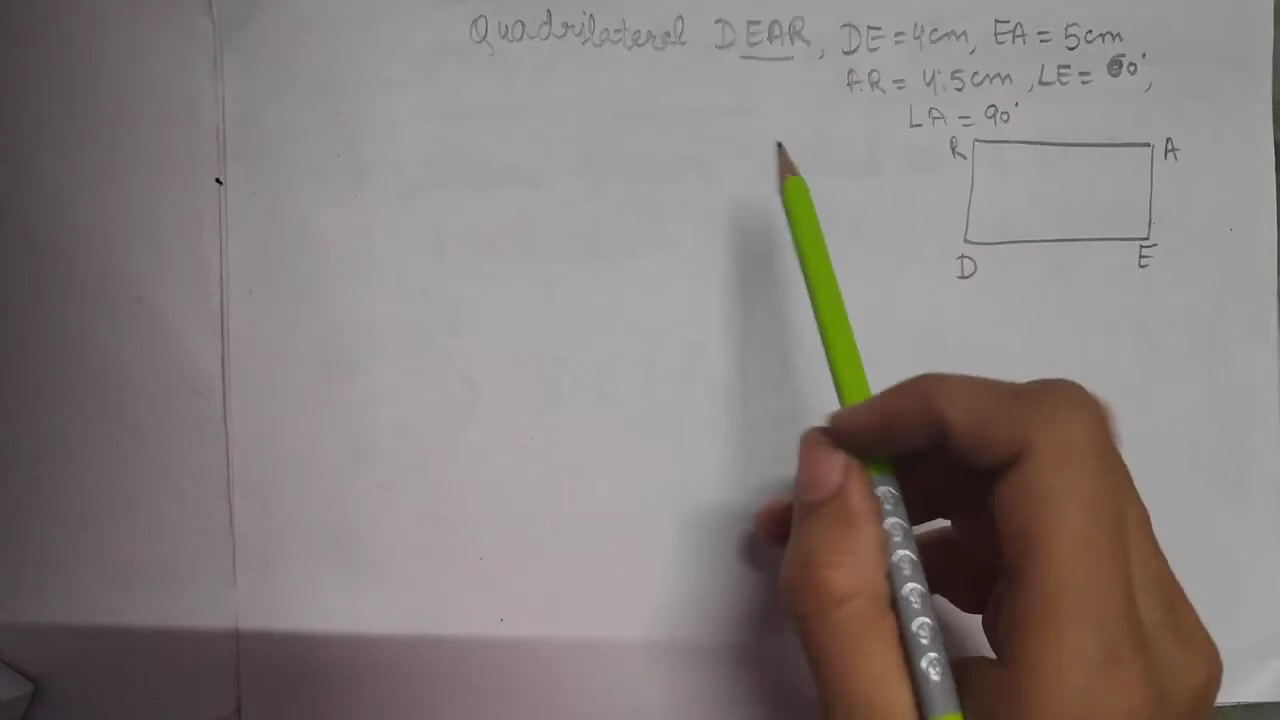 Quadrilateral DEAR, DE = 4cm, EA = 5cm
AR = 4.5cm, ∠E = 60°,
∠A = 90°
R A
D E